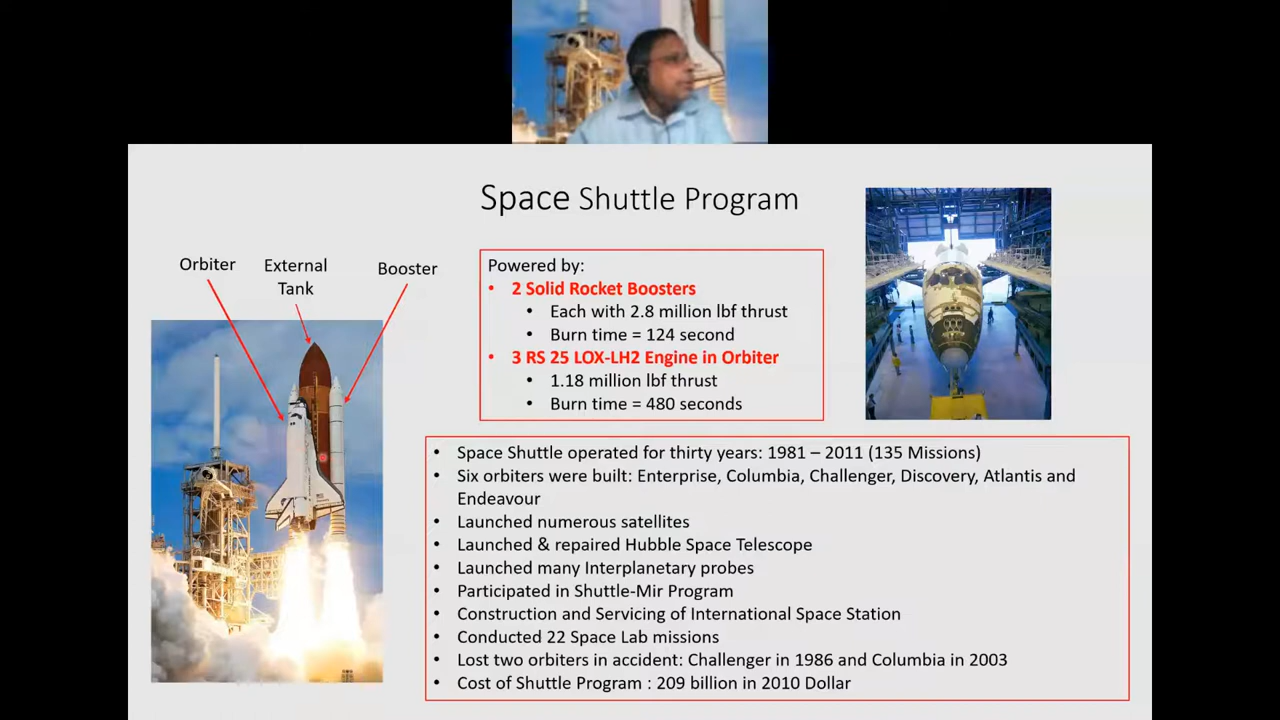 Space Shuttle Program
Orbiter
External
Tank
Booster
Powered by:
• 2 Solid Rocket Boosters
• Each with 2.8 million lbf thrust
• Burn time = 124 second
• 3 RS 25 LOX-LH2 Engine in Orbiter
• 1.18 million lbf thrust
• Burn time = 480 seconds
• Space Shuttle operated for thirty years: 1981 – 2011 (135 Missions)
• Six orbiters were built: Enterprise, Columbia, Challenger, Discovery, Atlantis and
Endeavour
• Launched numerous satellites
• Launched & repaired Hubble Space Telescope
• Launched many Interplanetary probes
• Participated in Shuttle-Mir Program
• Construction and Servicing of International Space Station
• Conducted 22 Space Lab missions
• Lost two orbiters in accident: Challenger in 1986 and Columbia in 2003
• Cost of Shuttle Program : 209 billion in 2010 Dollar